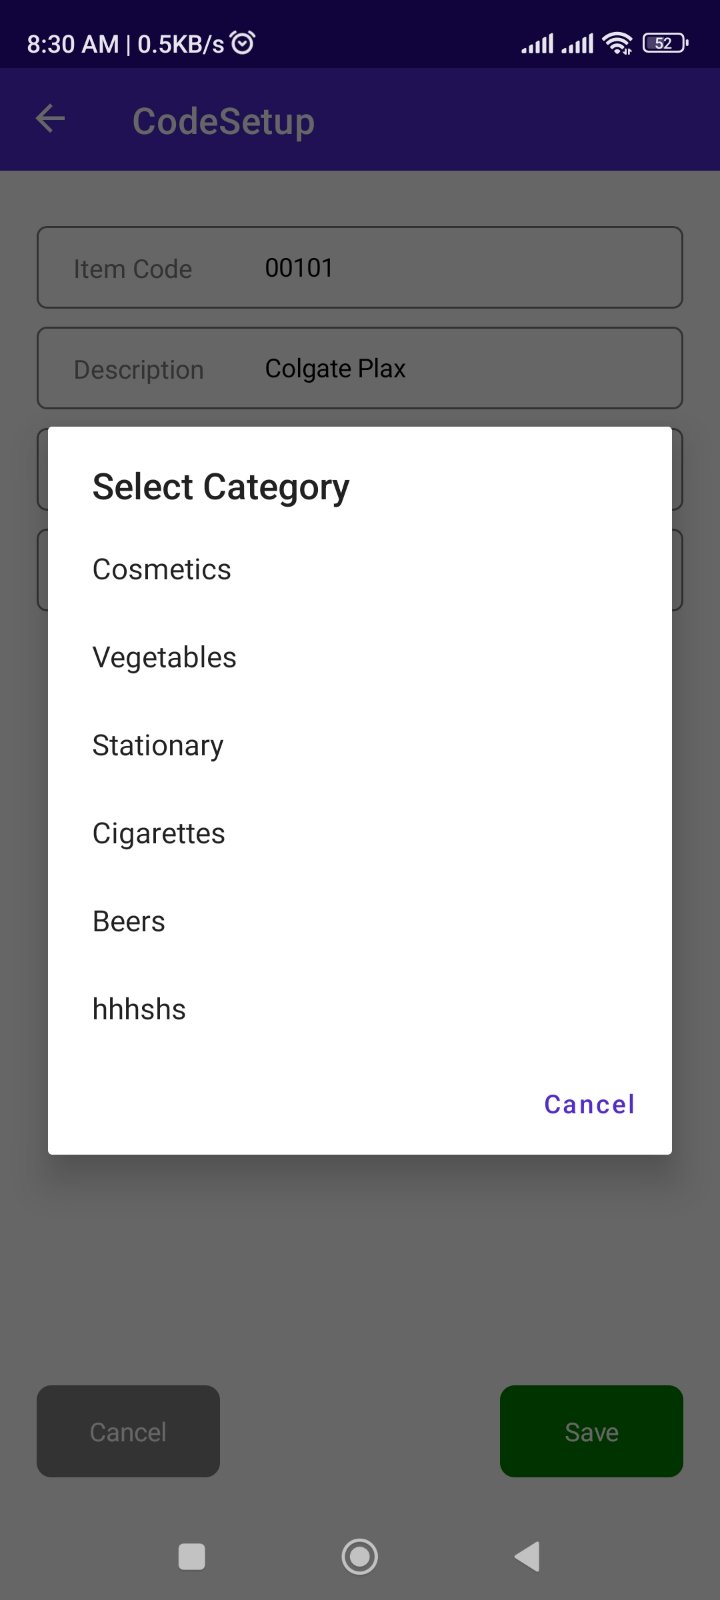 8:30 AM | 0.5KB/s 52
CodeSetup
Item Code 00101
Description Colgate Plax
Select Category
Cosmetics
Vegetables
Stationary
Cigarettes
Beers
hhhshs
Cancel
Cancel Save